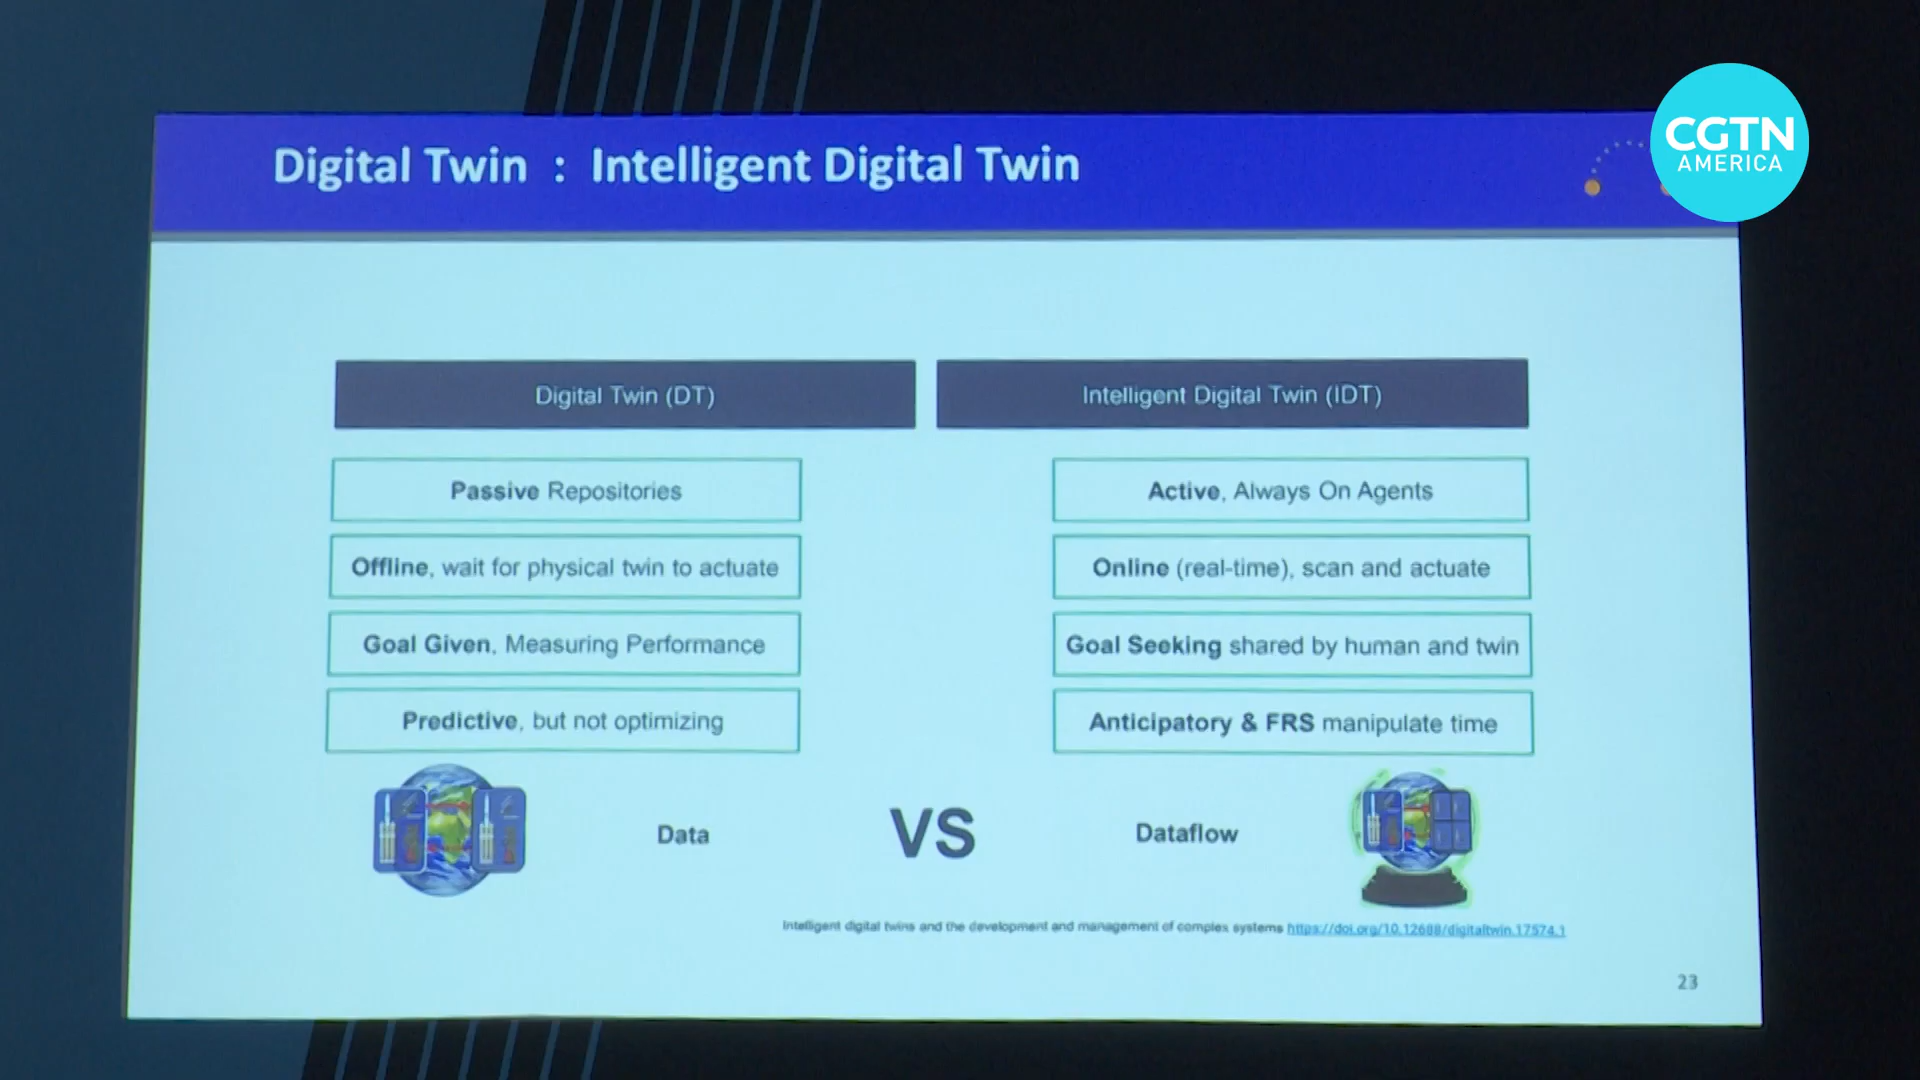 CGTN
AMERICA
Digital Twin : Intelligent Digital Twin
Digital Twin (DT)
Intelligent Digital Twin (IDT)
Passive Repositories
Active, Always On Agents
Offline, wait for physical twin to actuate
Online (real-time), scan and actuate
Goal Given, Measuring Performance
Goal Seeking shared by human and twin
Predictive, but not optimizing
Anticipatory & FRS manipulate time
Data
VS
Dataflow
Intelligent digital twins and the development and management of complex systems https://doi.org/10.12688/digitaltwin.17574.1
23